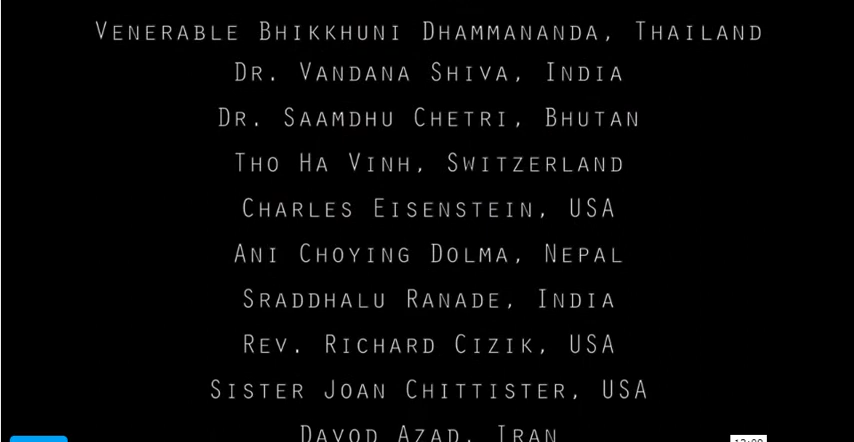 Venerable Bhikkhuni Dhammananda, Thailand
Dr. Vandana Shiva, India
Dr. Saamdhu Chetri, Bhutan
Tho Ha Vinh, Switzerland
Charles Eisenstein, USA
Ani Choying Dolma, Nepal
Sraddhalu Ranade, India
Rev. Richard Cizik, USA
Sister Joan Chittister, USA
Davod Azad, Iran